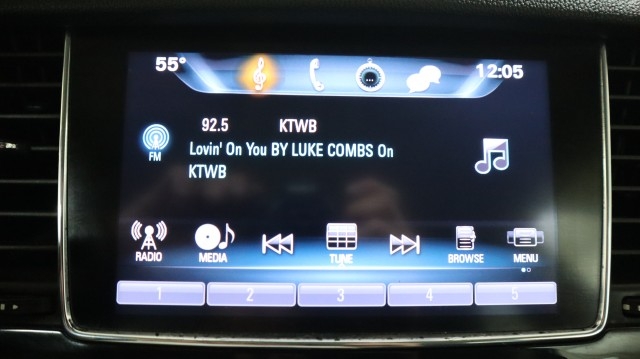 55° 12:05
92.5 KTWB
FM
Lovin' On You BY LUKE COMBS On
KTWB
RADIO MEDIA TUNE BROWSE MENU
1 2 3 4 5